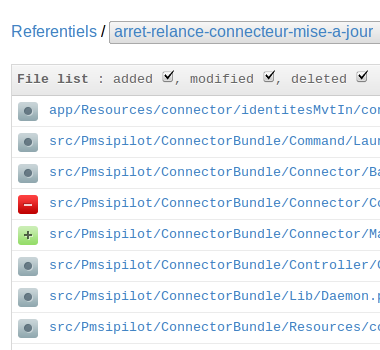 Referentiels / arret-relance-connecteur-mise-a-jour
File list : added , modified , deleted
app/Resources/connector/identitesMvtIn/con
src/Pmsipilot/ConnectorBundle/Command/Laun
src/Pmsipilot/ConnectorBundle/Connector/Ba
src/Pmsipilot/ConnectorBundle/Connector/Co
src/Pmsipilot/ConnectorBundle/Connector/Ma
src/Pmsipilot/ConnectorBundle/Controller/C
src/Pmsipilot/ConnectorBundle/Lib/Daemon.p
src/Pmsipilot/ConnectorBundle/Resources/co